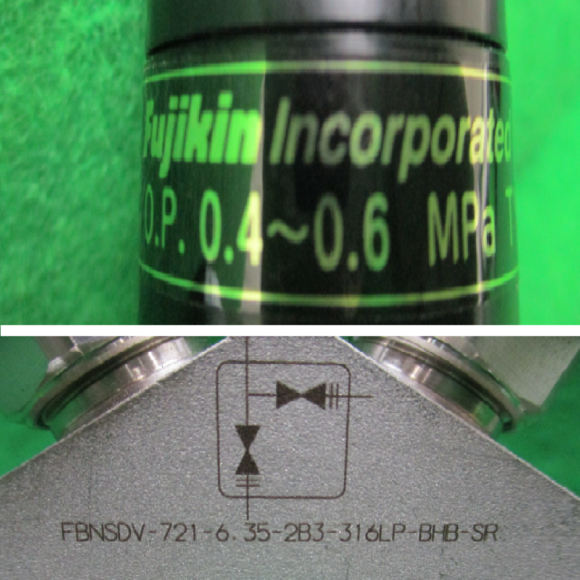 Fujikin Incorporated
O.P. 0.4~0.6 MPa T
FBNSDV-721-6.35-2B3-316LP-BHB-SR